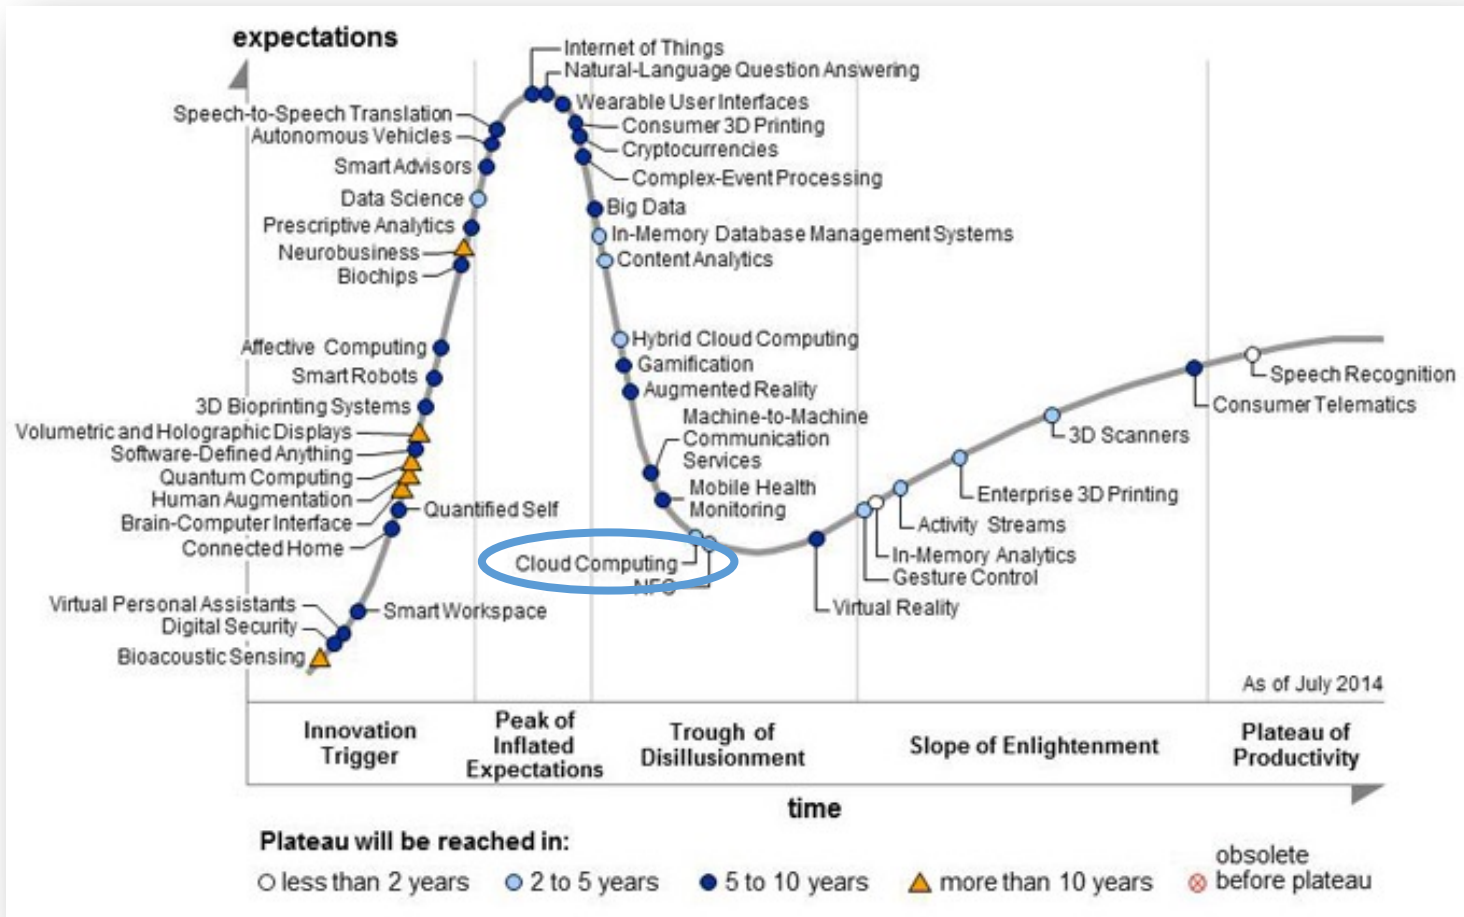 expectations
Internet of Things
Natural-Language Question Answering
Wearable User Interfaces
Consumer 3D Printing
Cryptocurrencies
Complex-Event Processing
Speech-to-Speech Translation
Autonomous Vehicles
Smart Advisors
Data Science
Prescriptive Analytics
Neurobusiness
Biochips
Big Data
In-Memory Database Management Systems
Content Analytics
Affective Computing
Smart Robots
3D Bioprinting Systems
Volumetric and Holographic Displays
Software-Defined Anything
Quantum Computing
Human Augmentation
Brain-Computer Interface
Connected Home
Quantified Self
Virtual Personal Assistants
Digital Security
Bioacoustic Sensing
Smart Workspace
Hybrid Cloud Computing
Gamification
Augmented Reality
Machine-to-Machine
Communication
Services
Mobile Health
Monitoring
Cloud Computing
NFC
Virtual Reality
Gesture Control
In-Memory Analytics
Activity Streams
Enterprise 3D Printing
3D Scanners
Consumer Telematics
Speech Recognition
As of July 2014
Innovation
Trigger
Peak of
Inflated
Expectations
Trough of
Disillusionment
Slope of Enlightenment
Plateau of
Productivity
time
Plateau will be reached in:
less than 2 years
2 to 5 years
5 to 10 years
more than 10 years
obsolete
before plateau